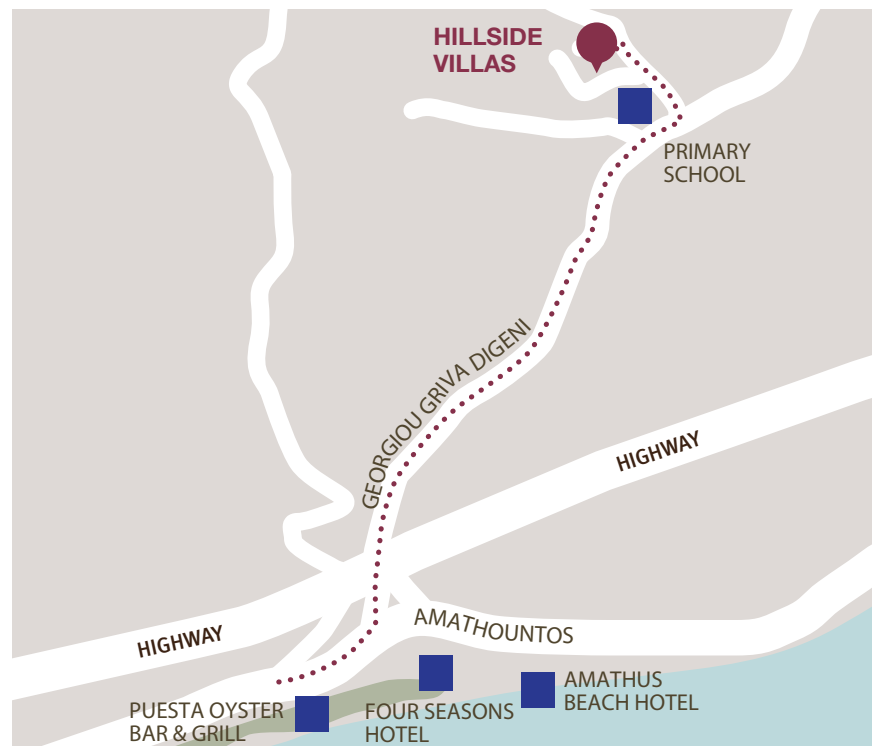 HILLSIDE
VILLAS
PRIMARY
SCHOOL
GEORGIOU GRIVA DIGENI
HIGHWAY
AMATHOUNTOS
HIGHWAY
AMATHUS
BEACH HOTEL
PUESTA OYSTER
BAR & GRILL
FOUR SEASONS
HOTEL